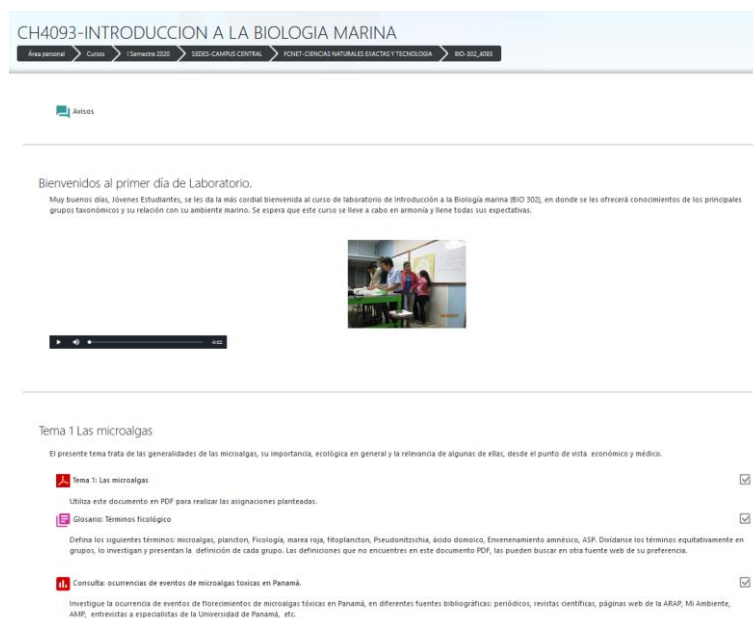 CH4093-INTRODUCCION A LA BIOLOGIA MARINA
Área personal Cursos I Semestre 2020 SEDES-CAMPUS CENTRAL FCNET-CIENCIAS NATURALES EXACTAS Y TECNOLOGIA BIO-302_4093
Avisos
Bienvenidos al primer día de Laboratorio.
Muy buenos días, Jóvenes Estudiantes, se les da la más cordial bienvenida al curso de laboratorio de Introducción a la Biología marina (BIO 302), en donde se les ofrecerá conocimientos de los principales
grupos taxonómicos y su relación con su ambiente marino. Se espera que este curso se lleve a cabo en armonía y llene todas sus expectativas.
-0:02
Tema 1 Las microalgas
El presente tema trata de las generalidades de las microalgas, su importancia, ecológica en general y la relevancia de algunas de ellas, desde el punto de vista económico y médico.
Tema 1: Las microalgas
Utiliza este documento en PDF para realizar las asignaciones planteadas.
Glosario: Términos ficológico
Defina los siguientes términos: microalgas, plancton, Ficología, marea roja, fitoplancton, Pseudonitzschia, ácido domoico, Envenenamiento amnésico, ASP. Divídanse los términos equitativamente en
grupos, lo investigan y presentan la definición de cada grupo. Las definiciones que no encuentres en este documento PDF, las pueden buscar en otra fuente web de su preferencia.
Consulta: ocurrencias de eventos de microalgas toxicas en Panamá.
Investigue la ocurrencia de eventos de florecimientos de microalgas tóxicas en Panamá, en diferentes fuentes bibliográficas: periódicos, revistas científicas, páginas web de la ARAP, Mi Ambiente,
AMP, entrevistas a especialistas de la Universidad de Panamá, etc.